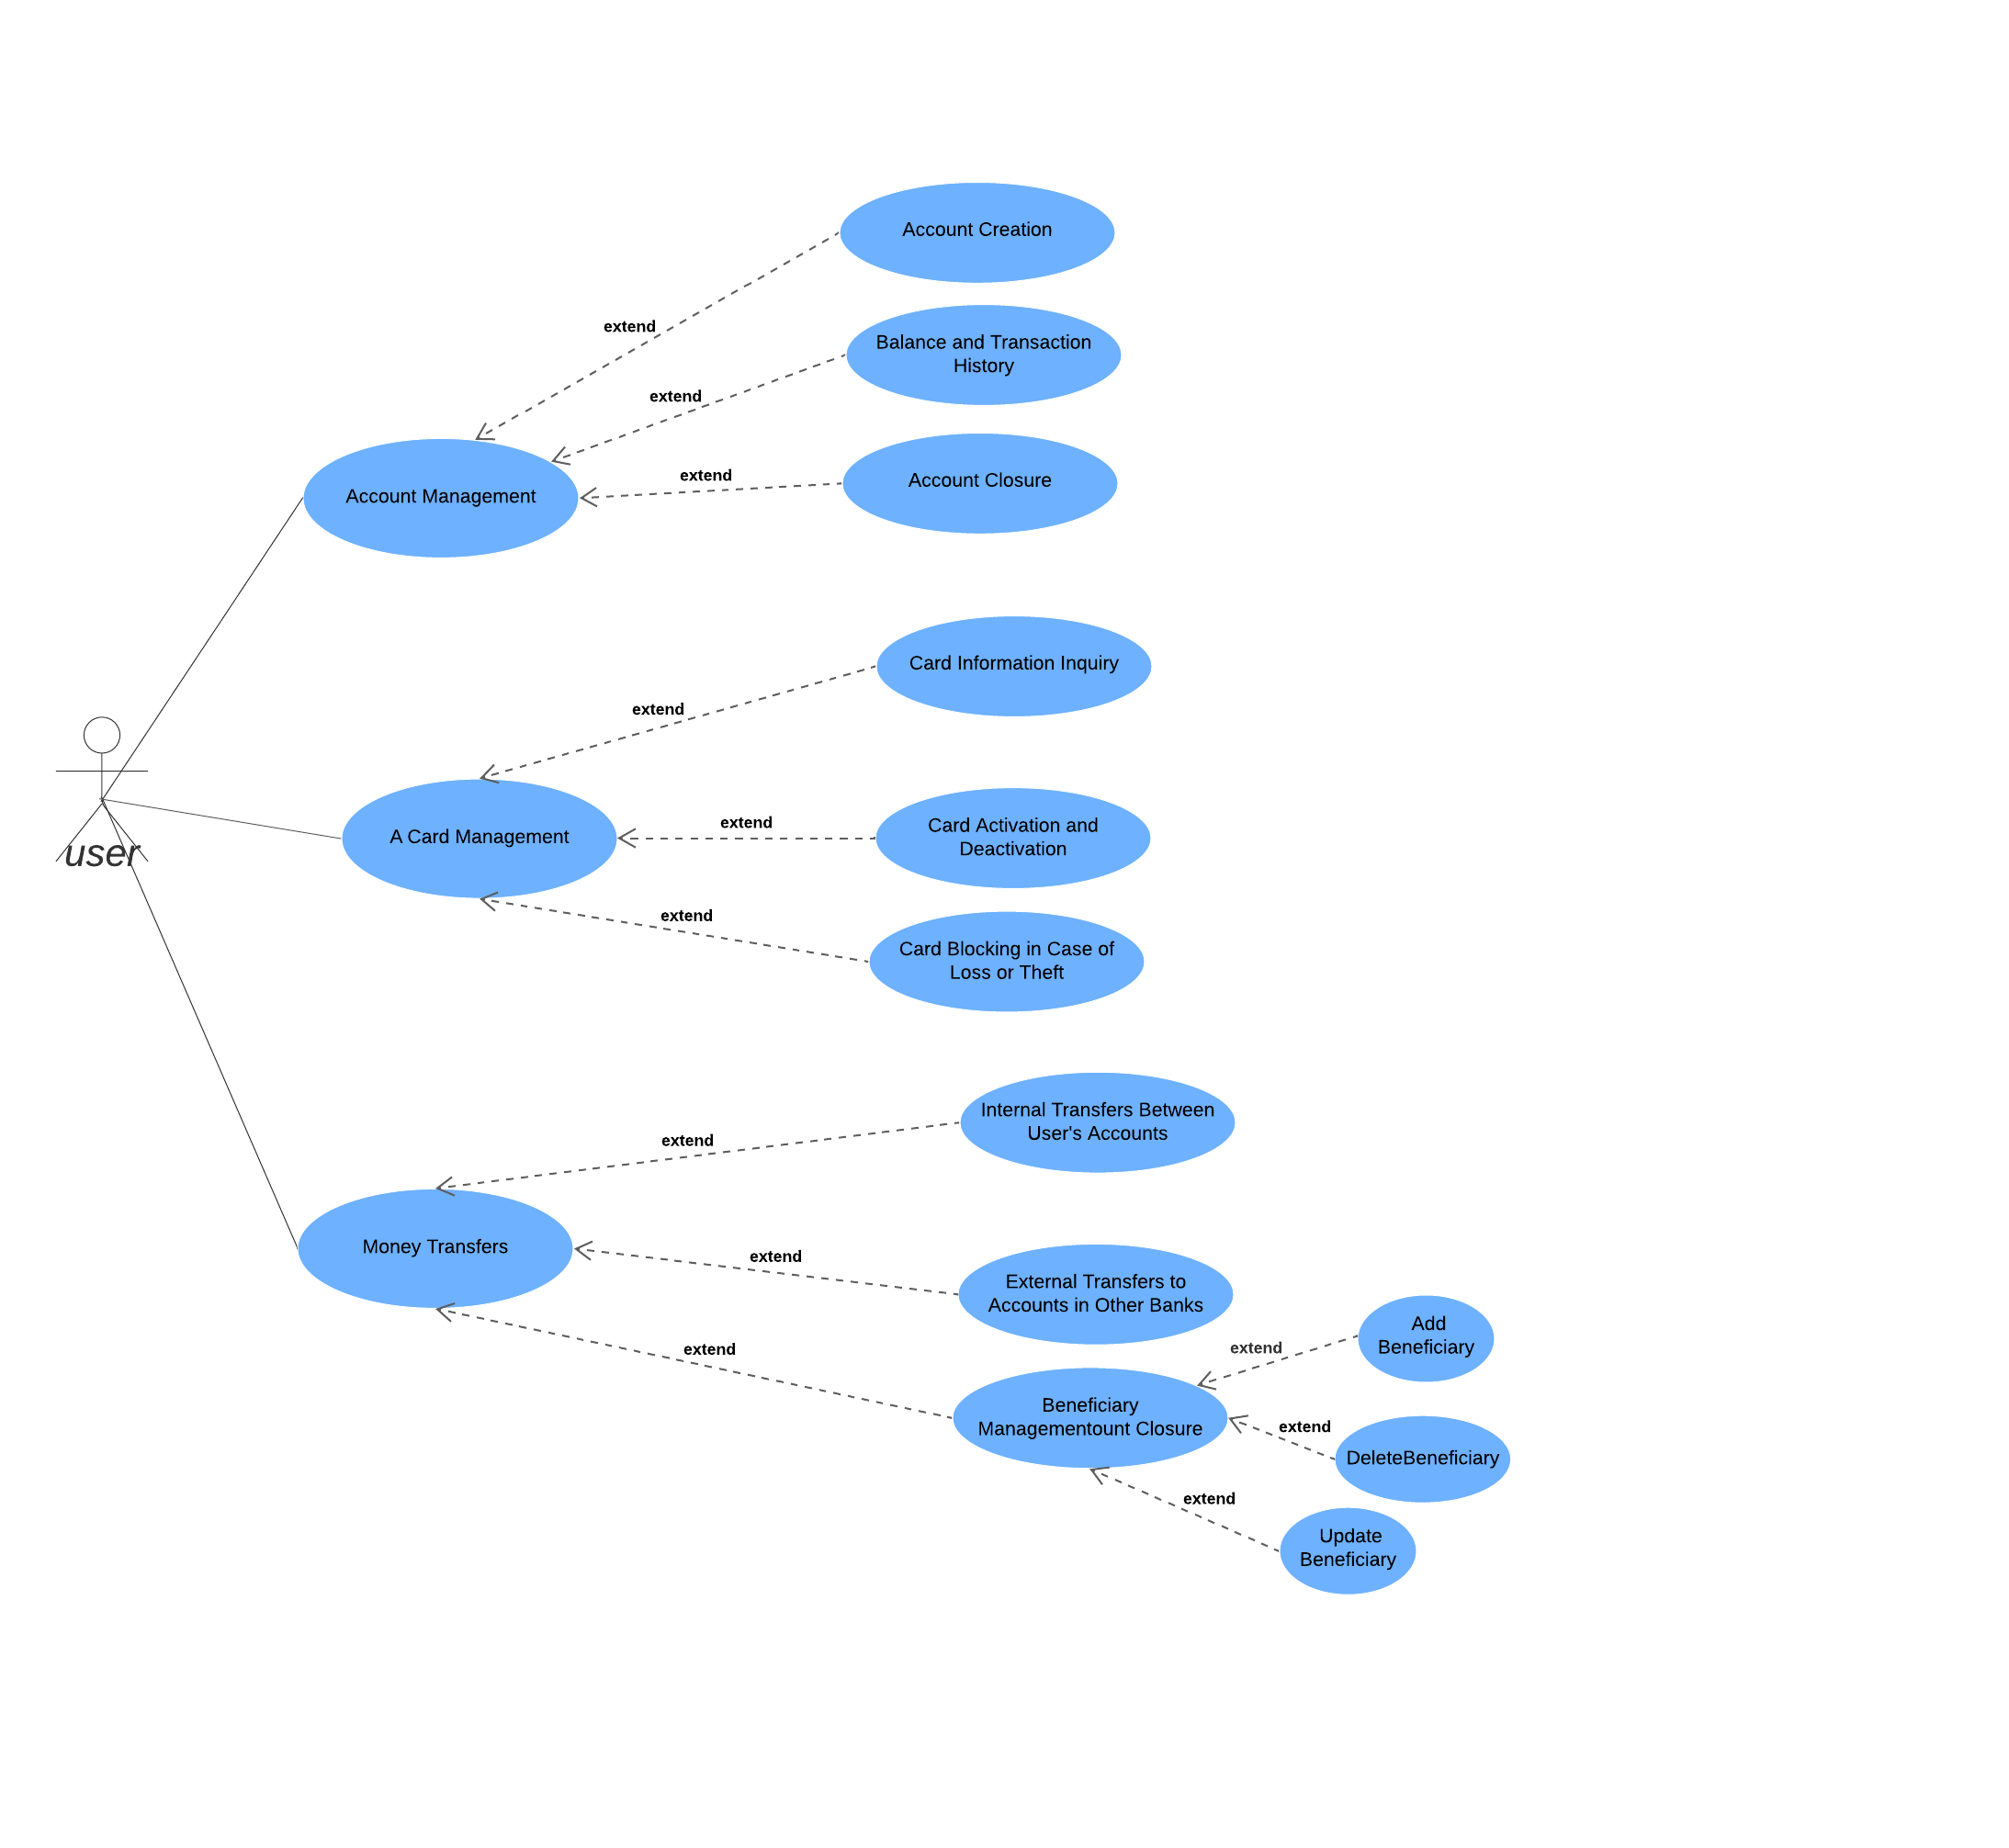 Account Creation
extend
Balance and Transaction
History
extend
Account Closure
extend
Account Management
Card Information Inquiry
extend
Card Activation and
Deactivation
extend
A Card Management
user
extend
Card Blocking in Case of
Loss or Theft
Internal Transfers Between
User's Accounts
extend
Money Transfers
extend
External Transfers to
Accounts in Other Banks
extend
Beneficiary
Managementount Closure
extend
Add
Beneficiary
extend
DeleteBeneficiary
extend
Update
Beneficiary